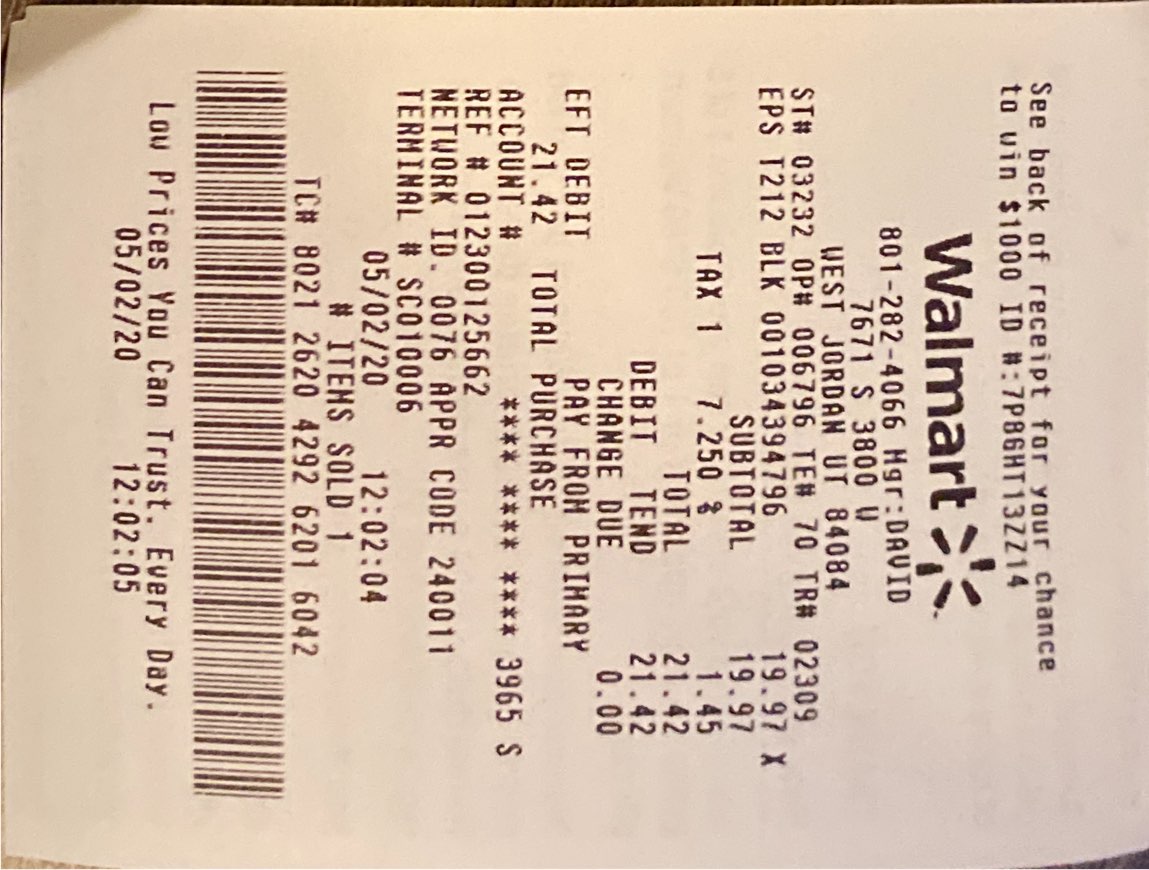 See back of receipt for your chance
to win $1000 ID #:7P86HT13ZZ14
Walmart
801-282-4066 Mgr:DAVID
7671 S 3800 W
WEST JORDAN UT 84084
ST# 03232 OP# 006796 TE# 70 TR# 02309
EPS T212 BLK 001034394796 19.97 X
SUBTOTAL 19.97
TAX 1 7.250 % 1.45
TOTAL 21.42
DEBIT TEND 21.42
CHANGE DUE 0.00
EFT DEBIT PAY FROM PRIMARY
21.42 TOTAL PURCHASE
ACCOUNT # **** **** **** 3965 S
REF # 012300125662
NETWORK ID. 0076 APPR CODE 240011
TERMINAL # SC010006
05/02/20 12:02:04
# ITEMS SOLD 1
TC# 8021 2620 4292 6201 6042
Low Prices You Can Trust. Every Day.
05/02/20 12:02:05